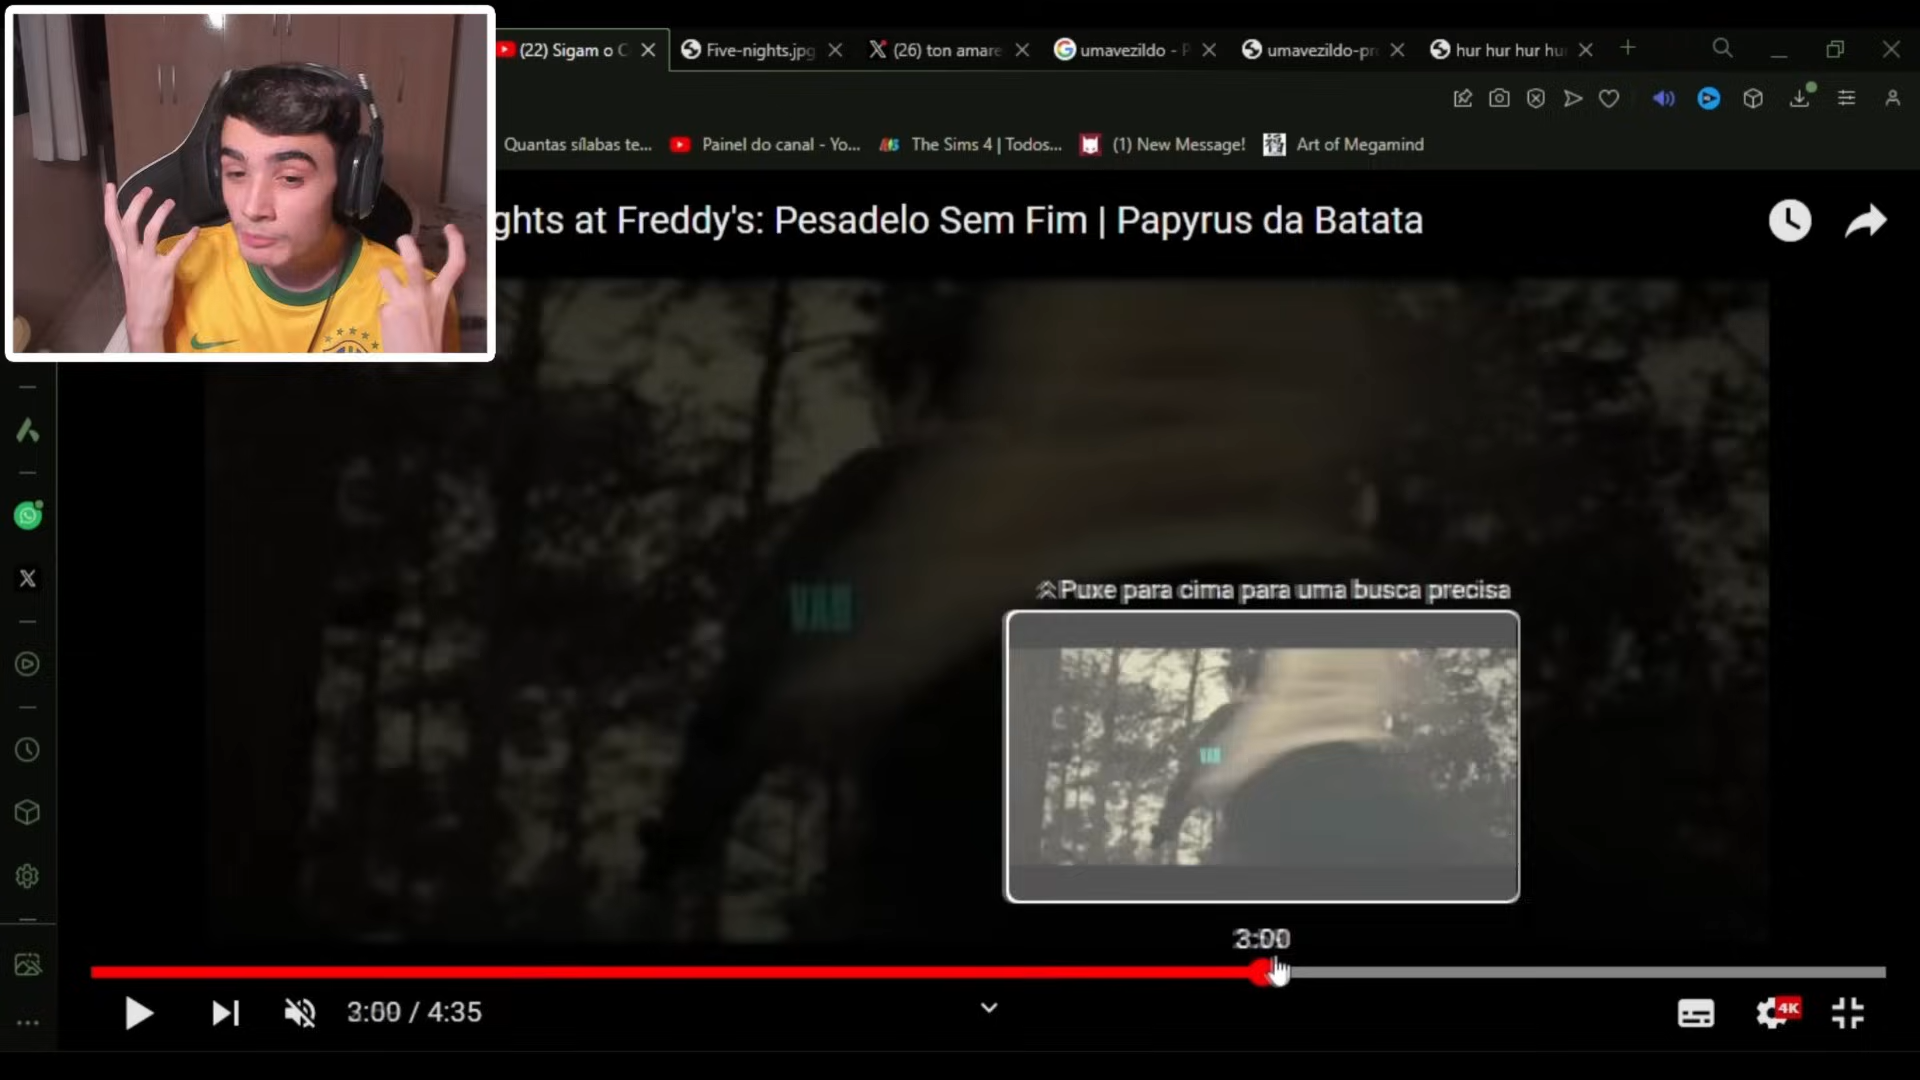 (22) Sigam o C
Five-nights.jpg
(26) ton amare
umavezildo - P
umavezildo-pr
hur hur hur hu
Quantas sílabas te...
Painel do canal - Yo...
The Sims 4 | Todos...
(1) New Message!
Art of Megamind
ghts at Freddy's: Pesadelo Sem Fim | Papyrus da Batata
VAN
Puxe para cima para uma busca precisa
VAN
3:00
3:00 / 4:35
4K